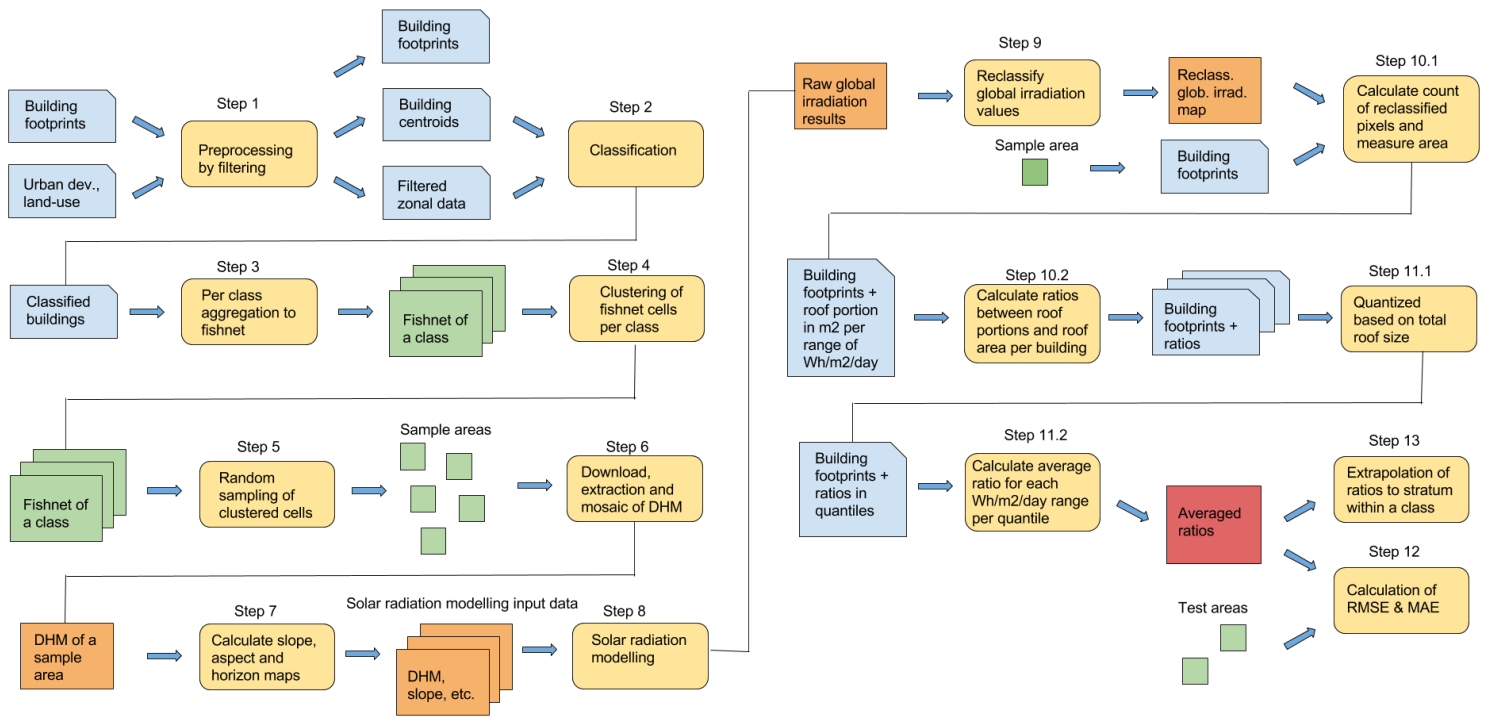 Building
footprints
Step 1
Building
footprints
Urban dev.,
land-use
Preprocessing
by filtering
Building
centroids
Filtered
zonal data
Step 2
Classification
Classified
buildings
Step 3
Per class
aggregation to
fishnet
Fishnet of
a class
Step 4
Clustering of
fishnet cells
per class
Fishnet of
a class
Step 5
Random
sampling of
clustered cells
Sample areas
Step 6
Download,
extraction and
mosaic of DHM
DHM of a
sample
area
Step 7
Calculate slope,
aspect and
horizon maps
Solar radiation modelling input data
DHM,
slope, etc.
Step 8
Solar radiation
modelling
Raw global
irradiation
results
Step 9
Reclassify
global irradiation
values
Reclass.
glob. irrad.
map
Sample area
Building
footprints
Step 10.1
Calculate count
of reclassified
pixels and
measure area
Building
footprints +
roof portion
in m2 per
range of
Wh/m2/day
Step 10.2
Calculate ratios
between roof
portions and roof
area per building
Building
footprints +
ratios
Step 11.1
Quantized
based on total
roof size
Building
footprints +
ratios in
quantiles
Step 11.2
Calculate average
ratio for each
Wh/m2/day range
per quantile
Averaged
ratios
Step 13
Extrapolation of
ratios to stratum
within a class
Step 12
Calculation of
RMSE & MAE
Test areas